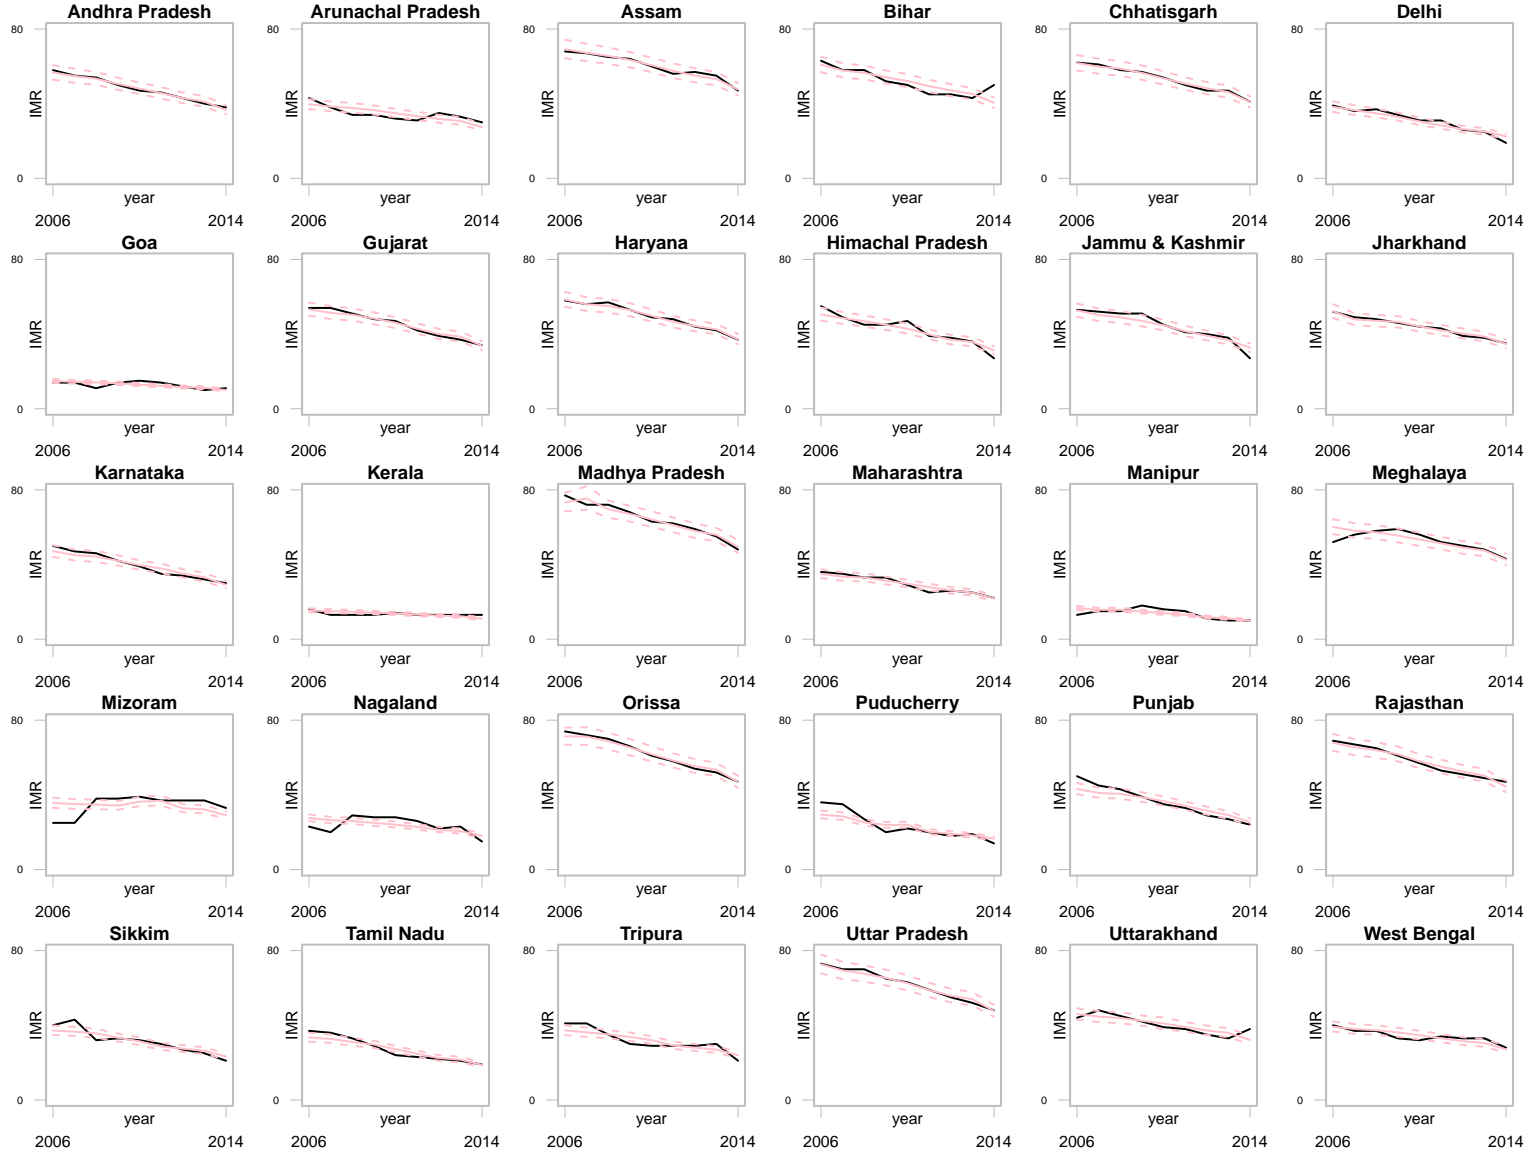 Andhra Pradesh
80
IMR
0
year
2006 2014
Arunachal Pradesh
80
IMR
0
year
2006 2014
Assam
80
IMR
0
year
2006 2014
Bihar
80
IMR
0
year
2006 2014
Chhatisgarh
80
IMR
0
year
2006 2014
Delhi
80
IMR
0
year
2006 2014
Goa
80
IMR
0
year
2006 2014
Gujarat
80
IMR
0
year
2006 2014
Haryana
80
IMR
0
year
2006 2014
Himachal Pradesh
80
IMR
0
year
2006 2014
Jammu & Kashmir
80
IMR
0
year
2006 2014
Jharkhand
80
IMR
0
year
2006 2014
Karnataka
80
IMR
0
year
2006 2014
Kerala
80
IMR
0
year
2006 2014
Madhya Pradesh
80
IMR
0
year
2006 2014
Maharashtra
80
IMR
0
year
2006 2014
Manipur
80
IMR
0
year
2006 2014
Meghalaya
80
IMR
0
year
2006 2014
Mizoram
80
IMR
0
year
2006 2014
Nagaland
80
IMR
0
year
2006 2014
Orissa
80
IMR
0
year
2006 2014
Puducherry
80
IMR
0
year
2006 2014
Punjab
80
IMR
0
year
2006 2014
Rajasthan
80
IMR
0
year
2006 2014
Sikkim
80
IMR
0
year
2006 2014
Tamil Nadu
80
IMR
0
year
2006 2014
Tripura
80
IMR
0
year
2006 2014
Uttar Pradesh
80
IMR
0
year
2006 2014
Uttarakhand
80
IMR
0
year
2006 2014
West Bengal
80
IMR
0
year
2006 2014